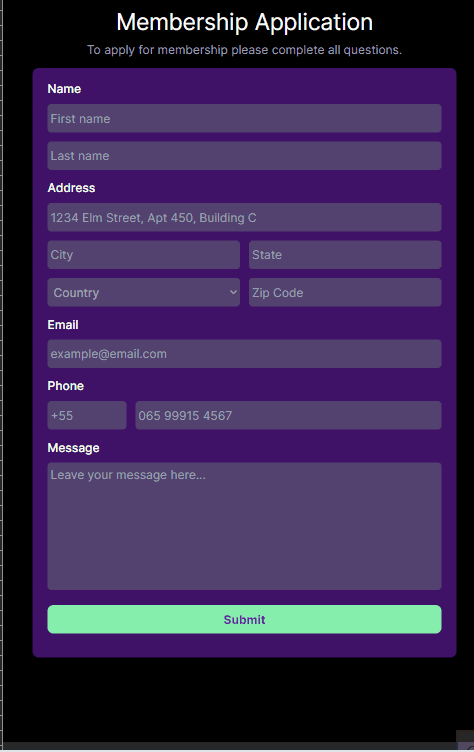 Membership Application
To apply for membership please complete all questions.
Name
First name
Last name
Address
1234 Elm Street, Apt 450, Building C
City State
Country Zip Code
Email
example@email.com
Phone
+55 065 99915 4567
Message
Leave your message here...
Submit